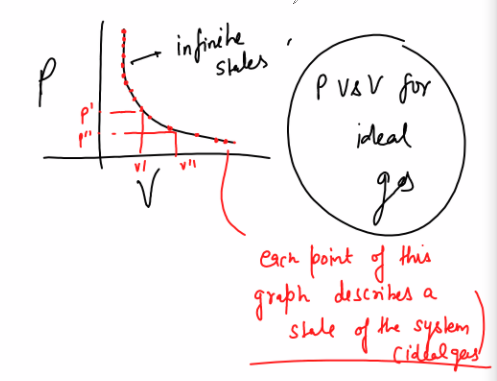 infinite
states
P
P'
P"
V'
V"
V
P vs V for
ideal
gas
each point of this
graph describes a
state of the system
(ideal gas)